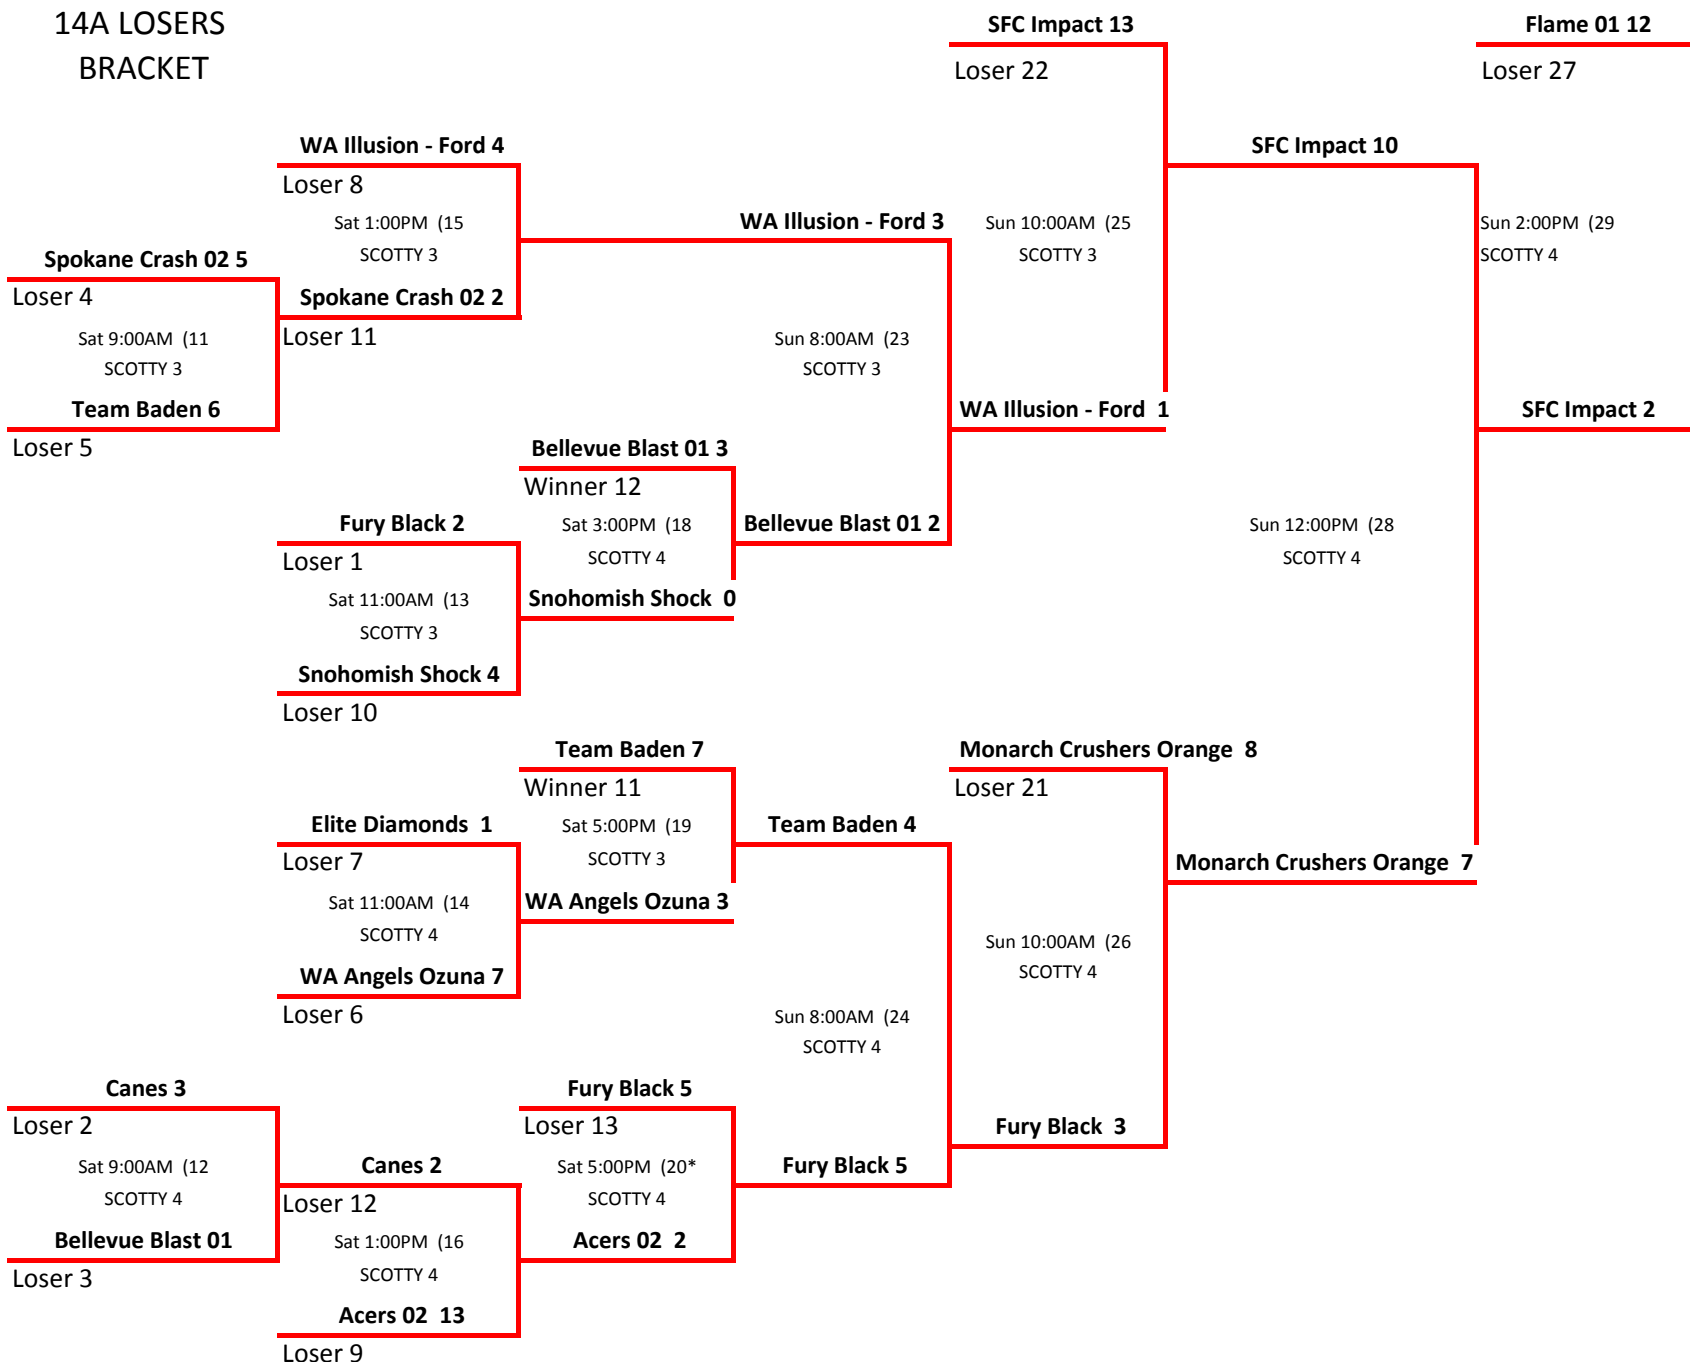 14A LOSERS
BRACKET
SFC Impact 13
Flame 01 12
Loser 22
Loser 27
WA Illusion - Ford 4
SFC Impact 10
Loser 8
Sat 1:00PM (15
SCOTTY 3
WA Illusion - Ford 3
Sun 10:00AM (25
SCOTTY 3
Sun 2:00PM (29
SCOTTY 4
Spokane Crash 02 5
Loser 4
Spokane Crash 02 2
Loser 11
Sat 9:00AM (11
SCOTTY 3
Sun 8:00AM (23
SCOTTY 3
Team Baden 6
Loser 5
WA Illusion - Ford 1
SFC Impact 2
Bellevue Blast 01 3
Winner 12
Fury Black 2
Loser 1
Sat 3:00PM (18
SCOTTY 4
Bellevue Blast 01 2
Sun 12:00PM (28
SCOTTY 4
Sat 11:00AM (13
SCOTTY 3
Snohomish Shock 0
Snohomish Shock 4
Loser 10
Team Baden 7
Winner 11
Monarch Crushers Orange 8
Loser 21
Elite Diamonds 1
Loser 7
Sat 5:00PM (19
SCOTTY 3
Team Baden 4
Monarch Crushers Orange 7
Sat 11:00AM (14
SCOTTY 4
WA Angels Ozuna 3
Sun 10:00AM (26
SCOTTY 4
WA Angels Ozuna 7
Loser 6
Sun 8:00AM (24
SCOTTY 4
Canes 3
Loser 2
Fury Black 5
Loser 13
Fury Black 3
Sat 9:00AM (12
SCOTTY 4
Canes 2
Loser 12
Sat 5:00PM (20*
SCOTTY 4
Fury Black 5
Bellevue Blast 01
Loser 3
Sat 1:00PM (16
SCOTTY 4
Acers 02 2
Acers 02 13
Loser 9